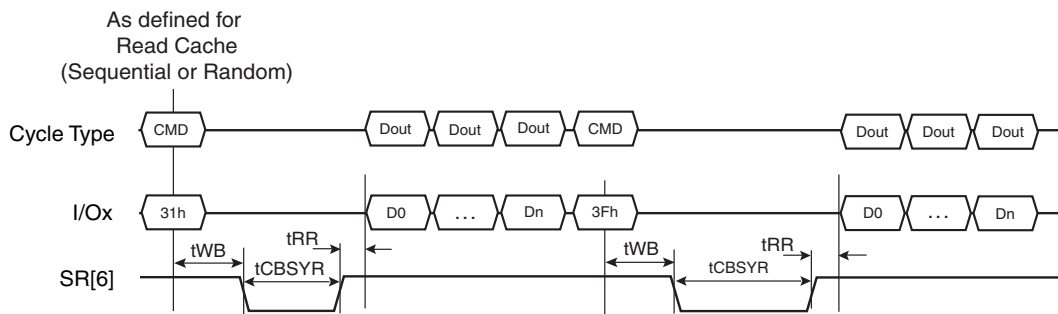 As defined for
Read Cache
(Sequential or Random)
Cycle Type CMD Dout Dout Dout CMD Dout Dout Dout
I/Ox 31h D0 ... Dn 3Fh D0 ... Dn
tWB tRR tWB tRR
tCBSYR tCBSYR
SR[6]